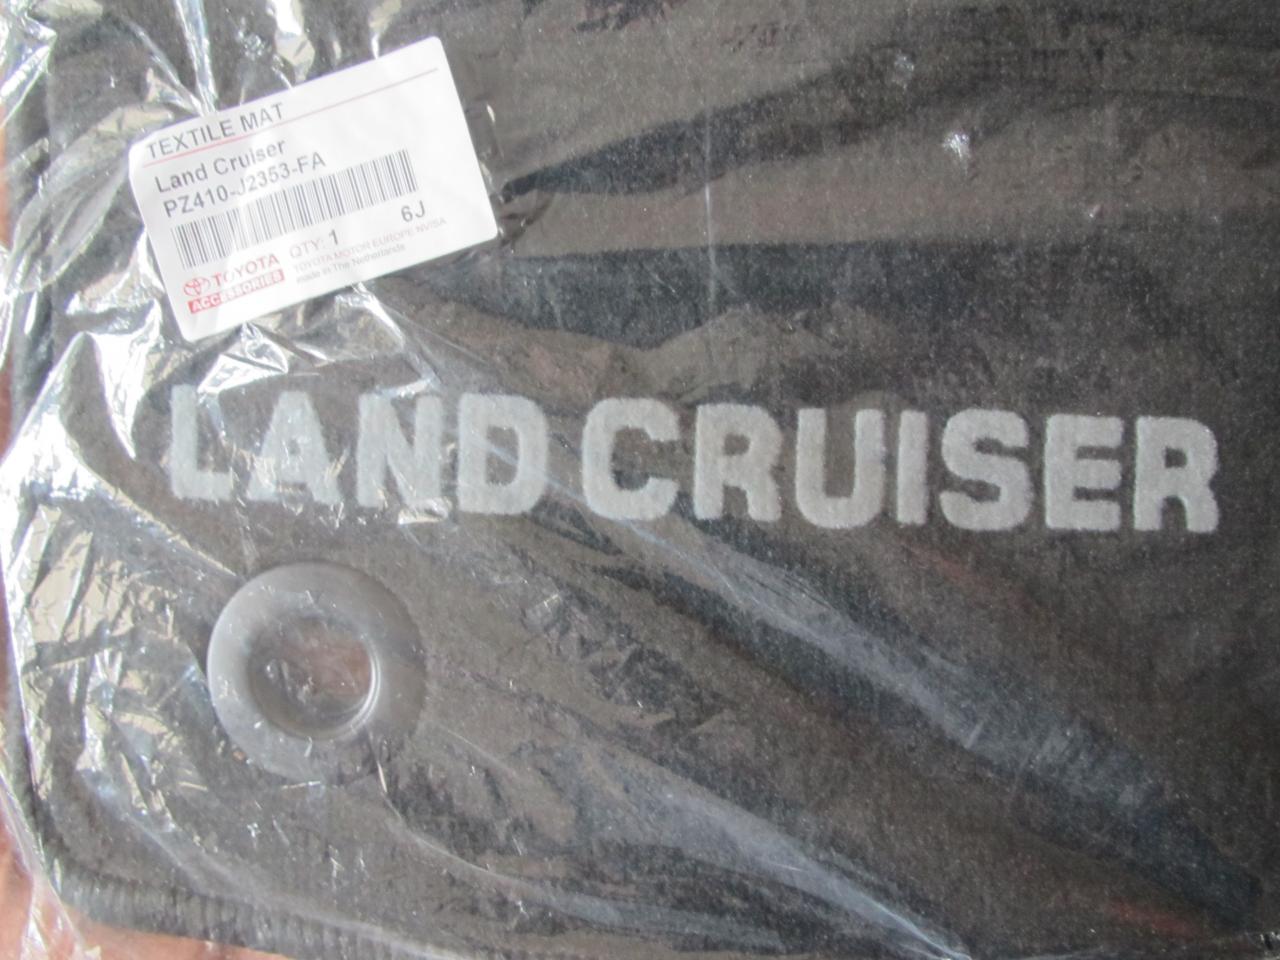 TEXTILE MAT
Land Cruiser
PZ410-J2353-FA
6J
QTY: 1
TOYOTA MOTOR EUROPE NV/SA
made in The Netherlands
TOYOTA
ACCESSORIES
LAND CRUISER